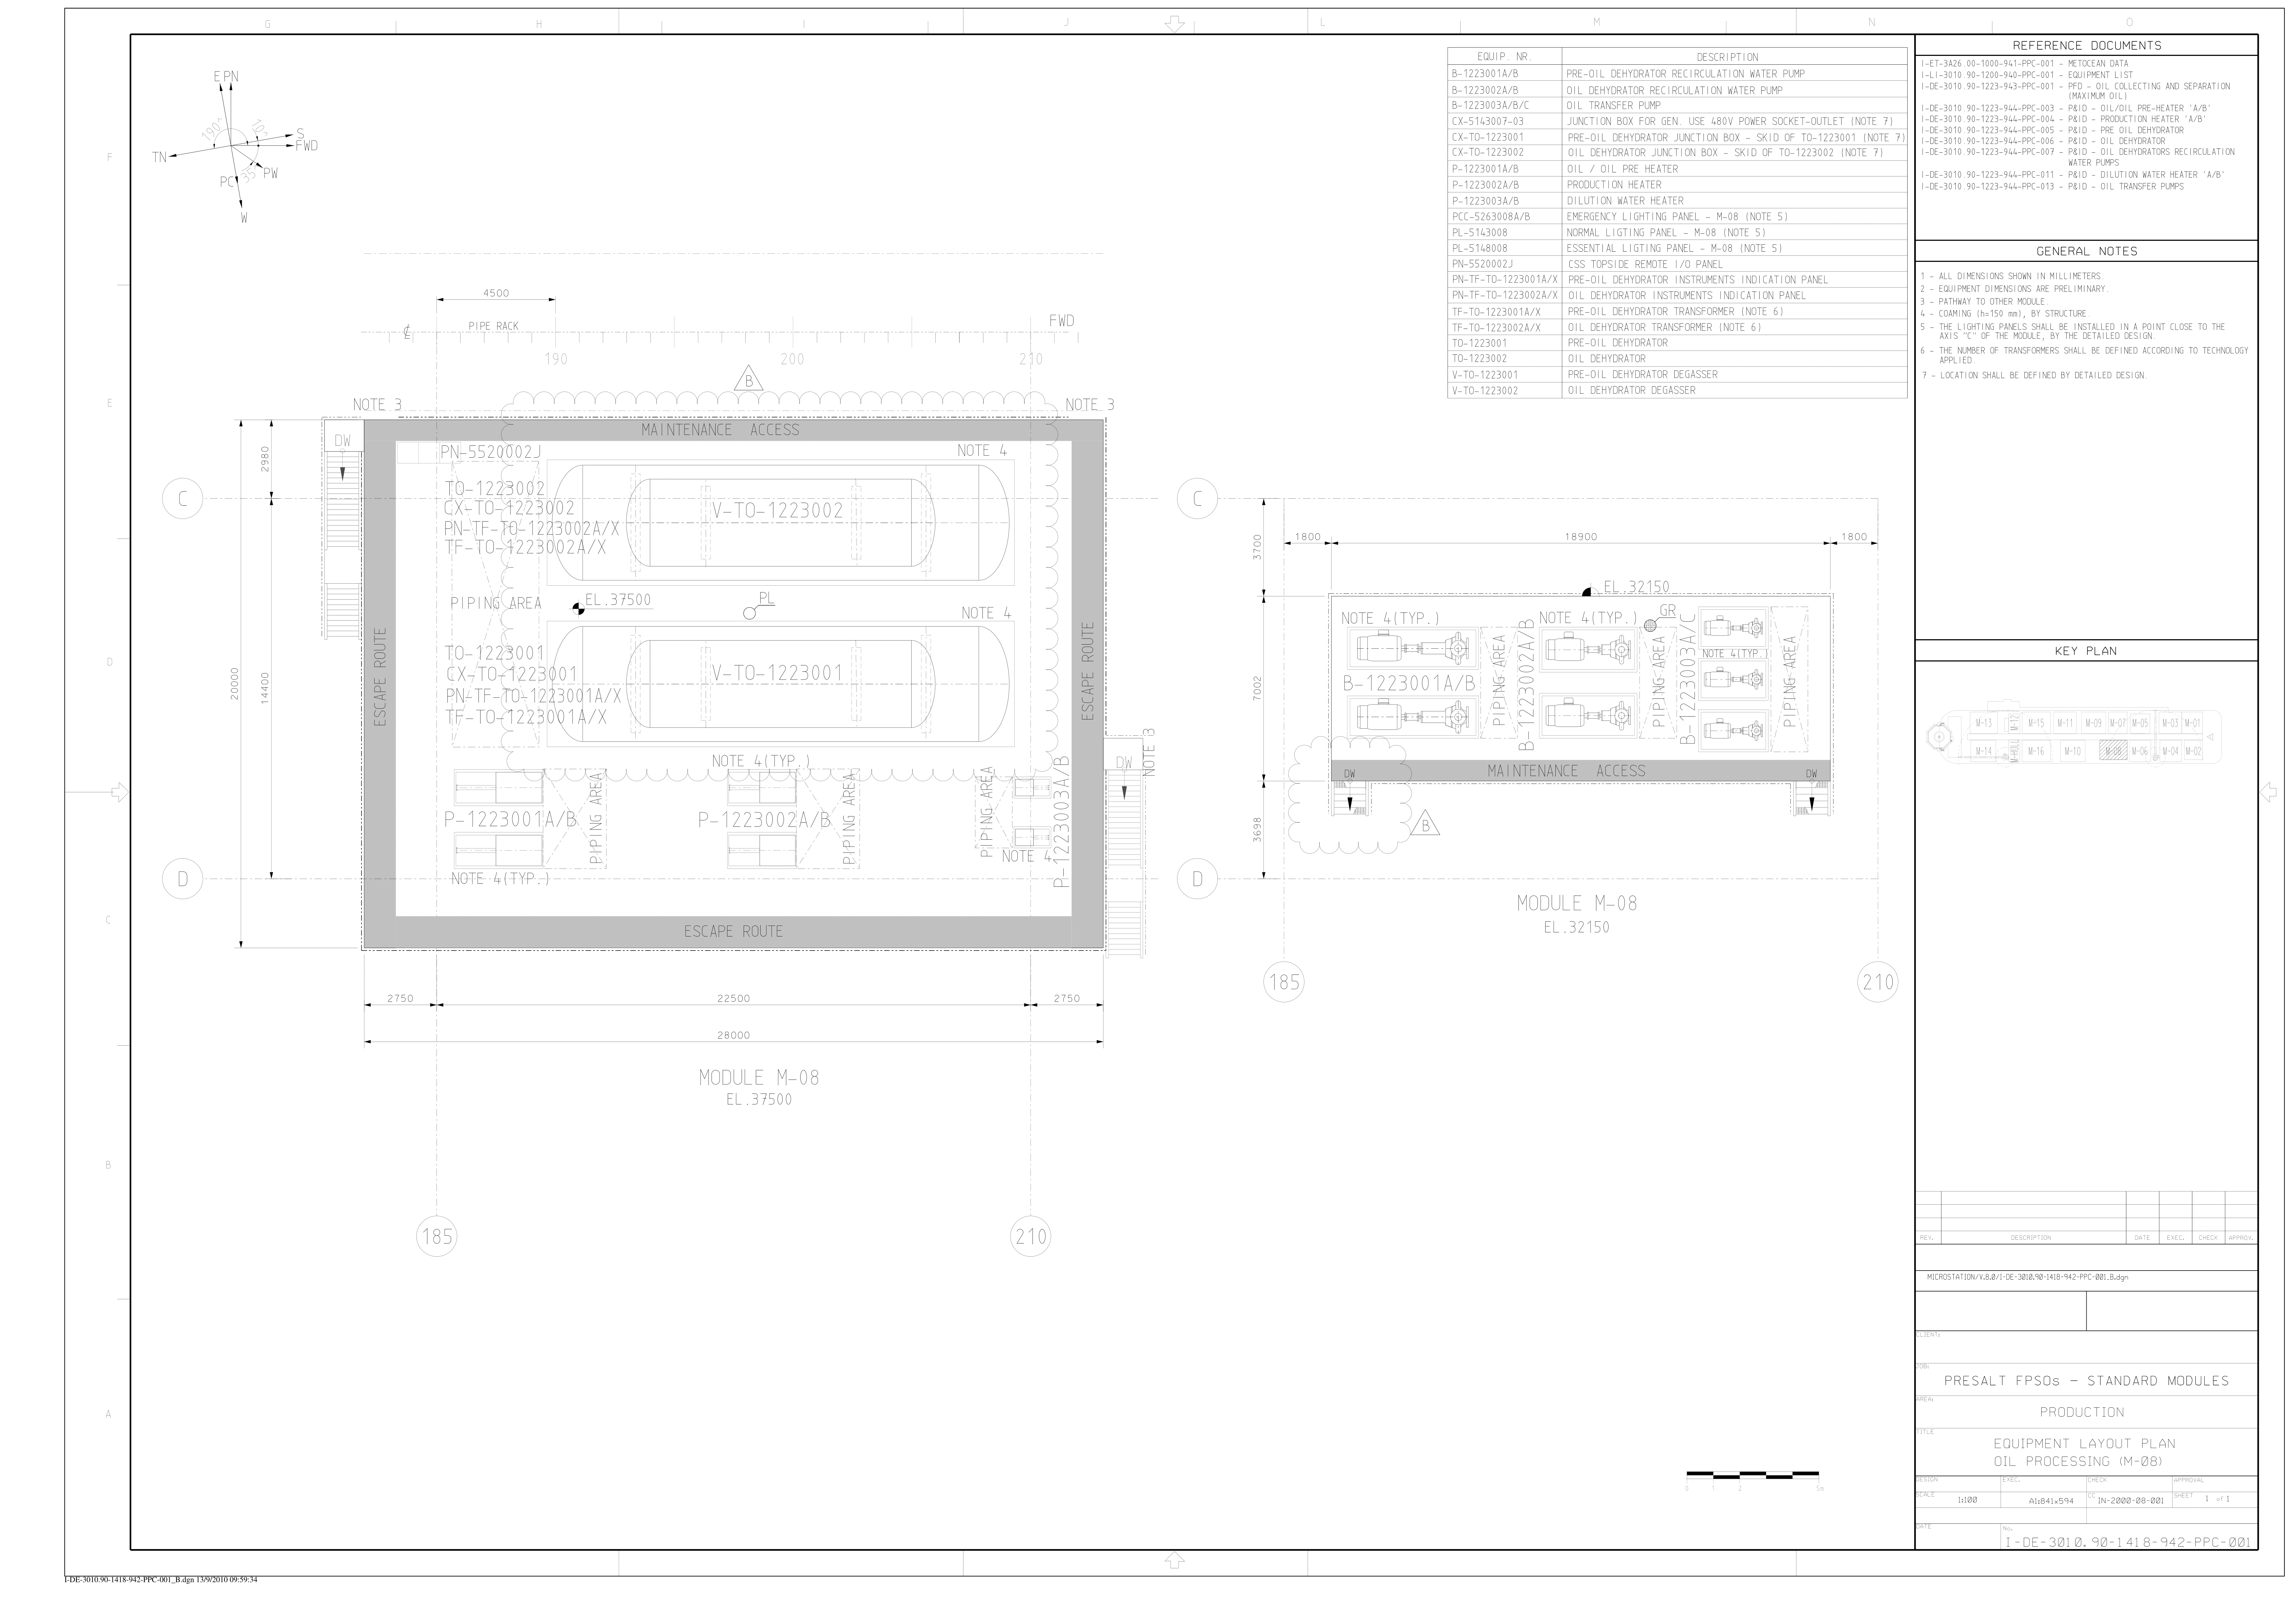 G H I J L M N O
F
E
D
C
B
A
E PN
190°
10°
S
FWD
TN
35°
PC
PW
W
EQUIP. NR. DESCRIPTION
B-1223001A/B PRE-OIL DEHYDRATOR RECIRCULATION WATER PUMP
B-1223002A/B OIL DEHYDRATOR RECIRCULATION WATER PUMP
B-1223003A/B/C OIL TRANSFER PUMP
CX-5143007-03 JUNCTION BOX FOR GEN. USE 480V POWER SOCKET-OUTLET (NOTE 7)
CX-TO-1223001 PRE-OIL DEHYDRATOR JUNCTION BOX - SKID OF TO-1223001 (NOTE 7)
CX-TO-1223002 OIL DEHYDRATOR JUNCTION BOX - SKID OF TO-1223002 (NOTE 7)
P-1223001A/B OIL / OIL PRE HEATER
P-1223002A/B PRODUCTION HEATER
P-1223003A/B DILUTION WATER HEATER
PCC-5263008A/B EMERGENCY LIGHTING PANEL - M-08 (NOTE 5)
PL-5143008 NORMAL LIGTING PANEL - M-08 (NOTE 5)
PL-5148008 ESSENTIAL LIGTING PANEL - M-08 (NOTE 5)
PN-5520002J CSS TOPSIDE REMOTE I/O PANEL
PN-TF-TO-1223001A/X PRE-OIL DEHYDRATOR INSTRUMENTS INDICATION PANEL
PN-TF-TO-1223002A/X OIL DEHYDRATOR INSTRUMENTS INDICATION PANEL
TF-TO-1223001A/X PRE-OIL DEHYDRATOR TRANSFORMER (NOTE 6)
TF-TO-1223002A/X OIL DEHYDRATOR TRANSFORMER (NOTE 6)
TO-1223001 PRE-OIL DEHYDRATOR
TO-1223002 OIL DEHYDRATOR
V-TO-1223001 PRE-OIL DEHYDRATOR DEGASSER
V-TO-1223002 OIL DEHYDRATOR DEGASSER
4500
PIPE RACK
FWD
190 200 210
B
NOTE 3 NOTE 3
MAINTENANCE ACCESS
DW
2980
PN-5520002J
NOTE 4
C
TO-1223002
CX-TO-1223002
PN-TF-TO-1223002A/X
TF-TO-1223002A/X
V-TO-1223002
PIPING AREA
EL.37500
PL
NOTE 4
ESCAPE ROUTE
ESCAPE ROUTE
20000
14400
TO-1223001
CX-TO-1223001
PN-TF-TO-1223001A/X
TF-TO-1223001A/X
V-TO-1223001
NOTE 4(TYP.)
DW
NOTE 3
P-1223001A/B
PIPING AREA
P-1223002A/B
PIPING AREA
PIPING AREA
P-1223003A/B
NOTE 4
NOTE 4(TYP.)
D
ESCAPE ROUTE
2750 22500 2750
28000
MODULE M-08
EL.37500
185 210
C
3700
1800 18900 1800
EL.32150
NOTE 4(TYP.) NOTE 4(TYP.)
GR
B-1223001A/B
PIPING AREA
B-1223002A/B
PIPING AREA
B-1223003A/C
NOTE 4(TYP.)
PIPING AREA
7002
MAINTENANCE ACCESS
DW DW
B
3698
D
MODULE M-08
EL.32150
185 210
0 1 2 5m
REFERENCE DOCUMENTS
I-ET-3A26.00-1000-941-PPC-001 - METOCEAN DATA
I-LI-3010.90-1200-940-PPC-001 - EQUIPMENT LIST
I-DE-3010.90-1223-943-PPC-001 - PFD - OIL COLLECTING AND SEPARATION
(MAXIMUM OIL)
I-DE-3010.90-1223-944-PPC-003 - P&ID - OIL/OIL PRE-HEATER 'A/B'
I-DE-3010.90-1223-944-PPC-004 - P&ID - PRODUCTION HEATER 'A/B'
I-DE-3010.90-1223-944-PPC-005 - P&ID - PRE OIL DEHYDRATOR
I-DE-3010.90-1223-944-PPC-006 - P&ID - OIL DEHYDRATOR
I-DE-3010.90-1223-944-PPC-007 - P&ID - OIL DEHYDRATORS RECIRCULATION
WATER PUMPS
I-DE-3010.90-1223-944-PPC-011 - P&ID - DILUTION WATER HEATER 'A/B'
I-DE-3010.90-1223-944-PPC-013 - P&ID - OIL TRANSFER PUMPS
GENERAL NOTES
1 - ALL DIMENSIONS SHOWN IN MILLIMETERS.
2 - EQUIPMENT DIMENSIONS ARE PRELIMINARY.
3 - PATHWAY TO OTHER MODULE.
4 - COAMING (h=150 mm), BY STRUCTURE.
5 - THE LIGHTING PANELS SHALL BE INSTALLED IN A POINT CLOSE TO THE
AXIS "C" OF THE MODULE, BY THE DETAILED DESIGN.
6 - THE NUMBER OF TRANSFORMERS SHALL BE DEFINED ACCORDING TO TECHNOLOGY
APPLIED.
7 - LOCATION SHALL BE DEFINED BY DETAILED DESIGN.
KEY PLAN
M-13 M-12 M-15 M-11 M-09 M-07 M-05 M-03 M-01
M-14 M-16 M-10 M-08 M-06 M-04 M-02
REV. DESCRIPTION DATE EXEC. CHECK APPROV.
MICROSTATION/V.8.0/I-DE-3010.90-1418-942-PPC-001_B.dgn
CLIENT:
JOB:
PRESALT FPSOs - STANDARD MODULES
AREA:
PRODUCTION
TITLE
EQUIPMENT LAYOUT PLAN
OIL PROCESSING (M-08)
DESIGN EXEC. CHECK APPROVAL
SCALE 1:100 A1:841x594 CC IN-2000-08-001 SHEET 1 of 1
DATE No.
I-DE-3010.90-1418-942-PPC-001
I-DE-3010.90-1418-942-PPC-001_B.dgn 13/9/2010 09:59:34